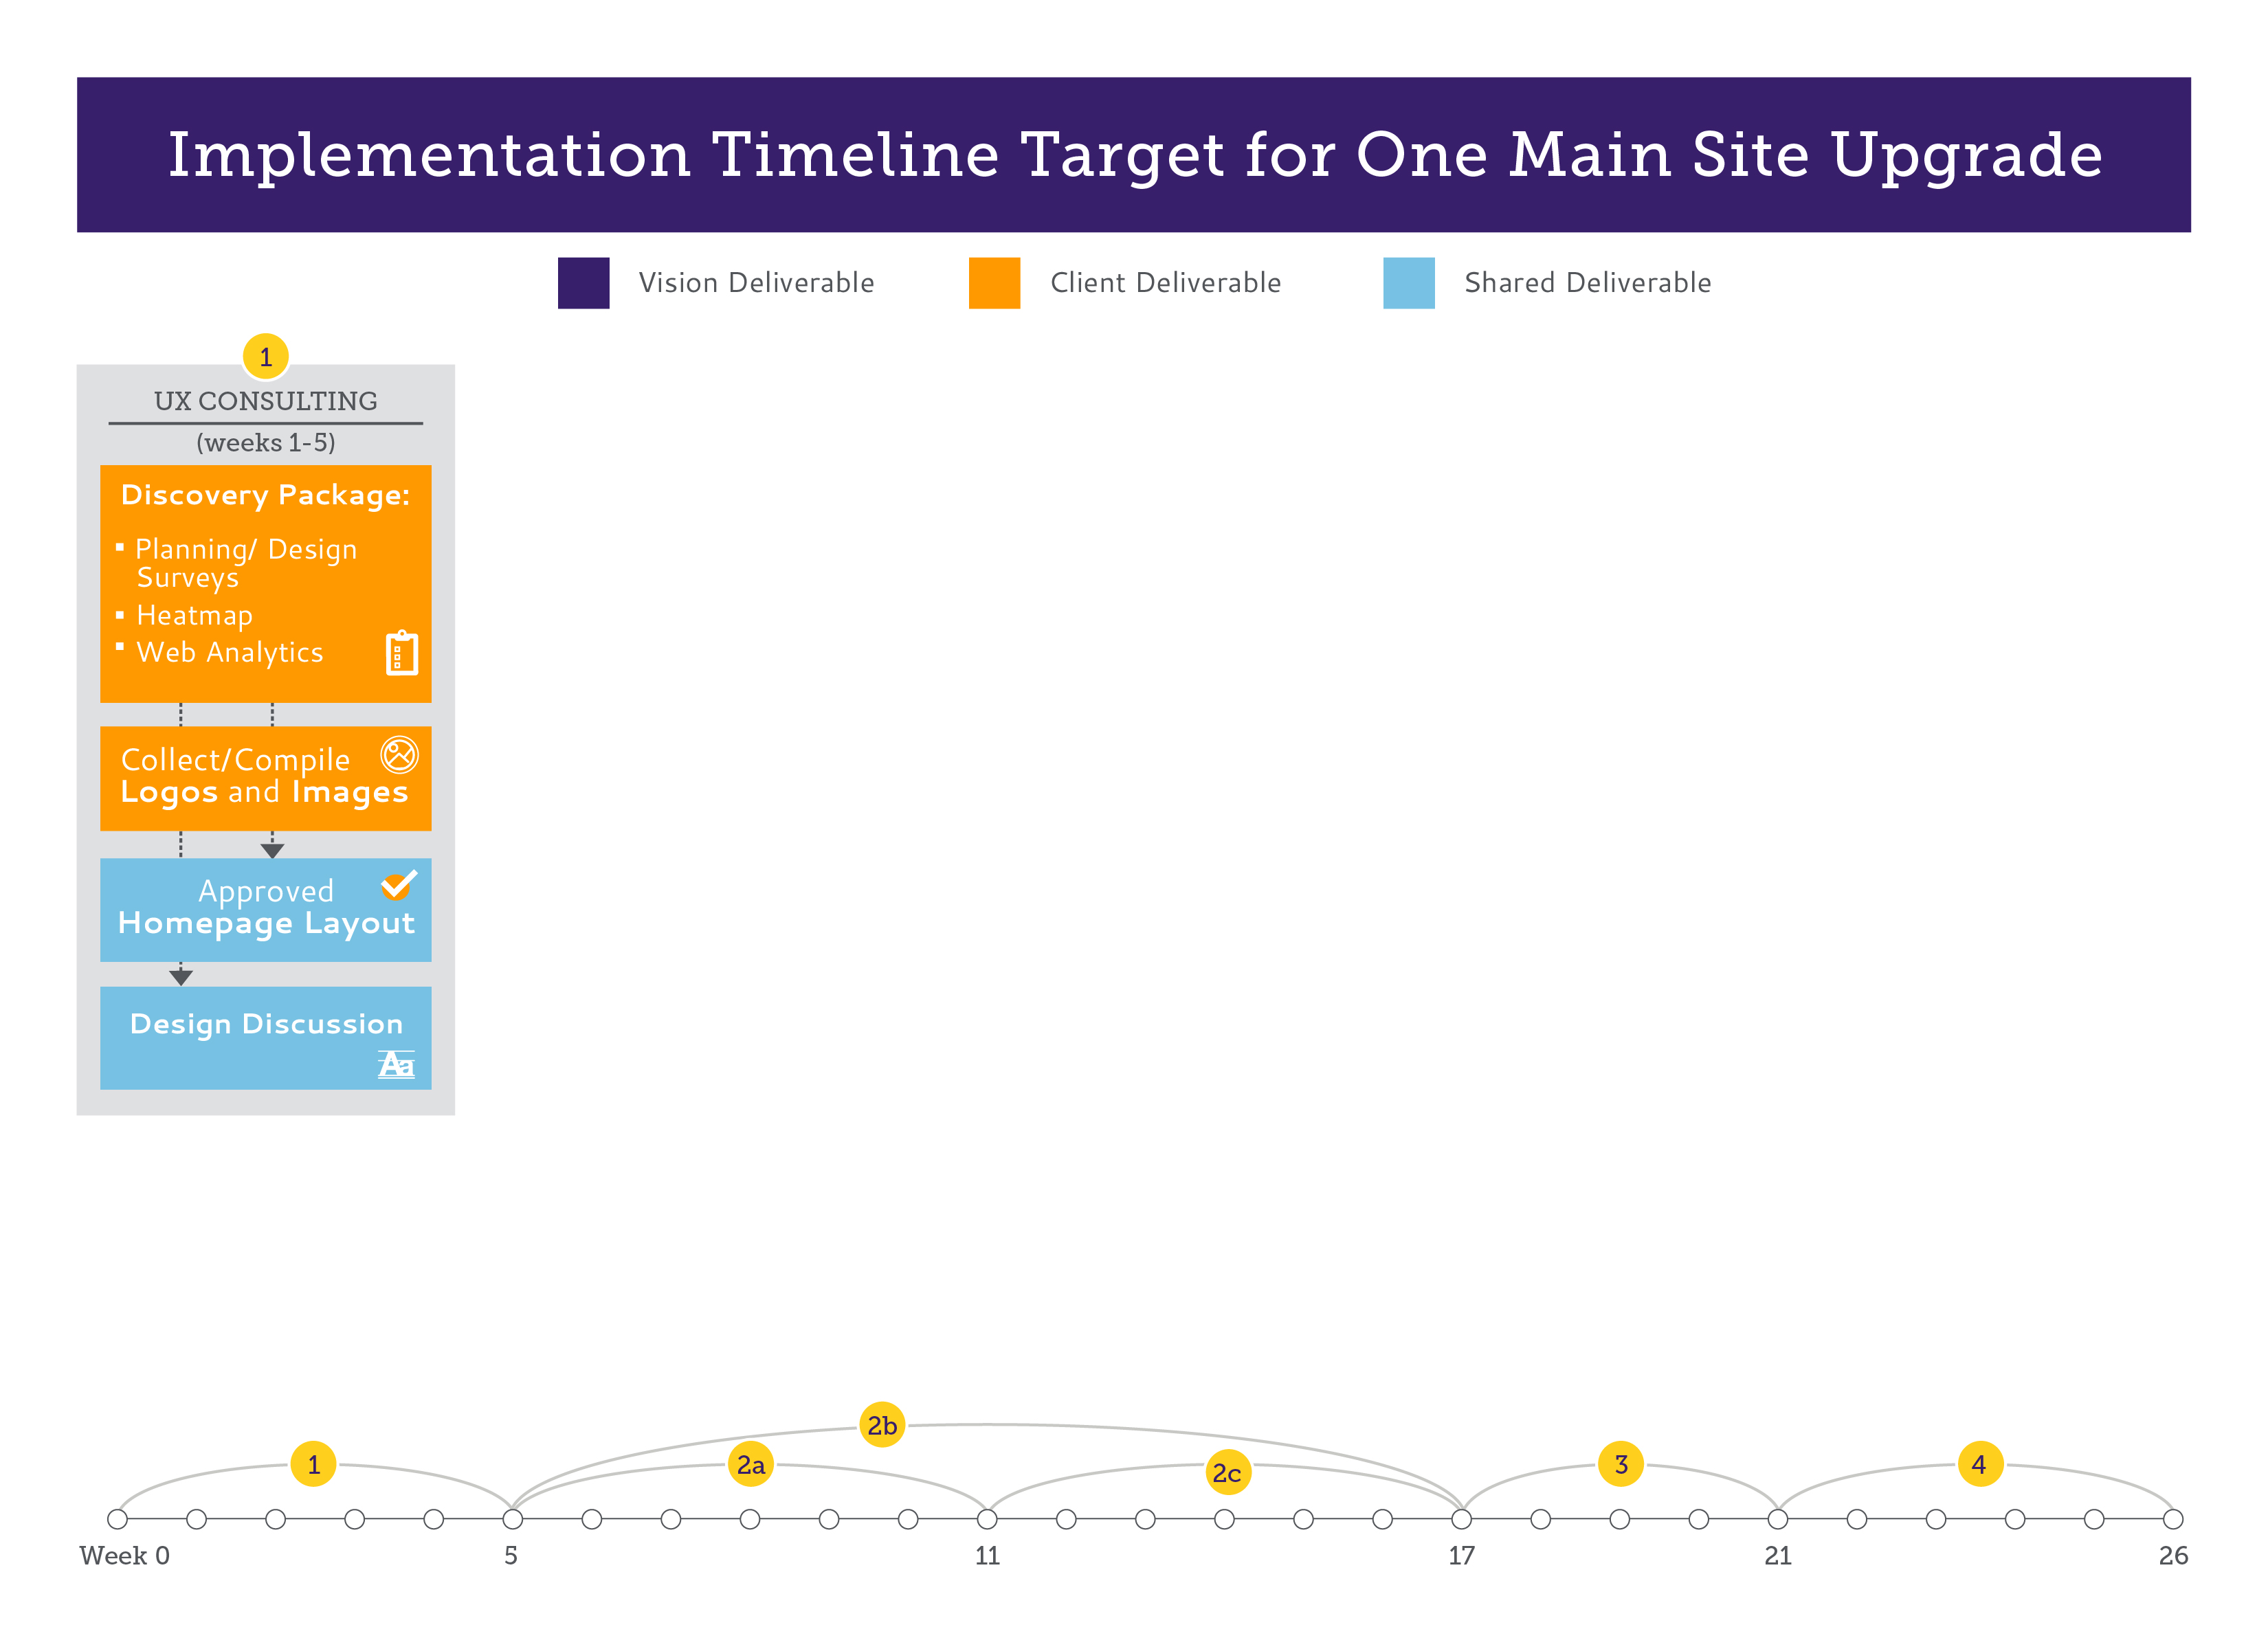 Implementation Timeline Target for One Main Site Upgrade
Vision Deliverable
Client Deliverable
Shared Deliverable
1
UX CONSULTING
(weeks 1-5)
Discovery Package:
▪ Planning/ Design
Surveys
▪ Heatmap
▪ Web Analytics
Collect/Compile
Logos and Images
Approved
Homepage Layout
Design Discussion
Aa
2b
1
2a
2c
3
4
Week 0
5
11
17
21
26